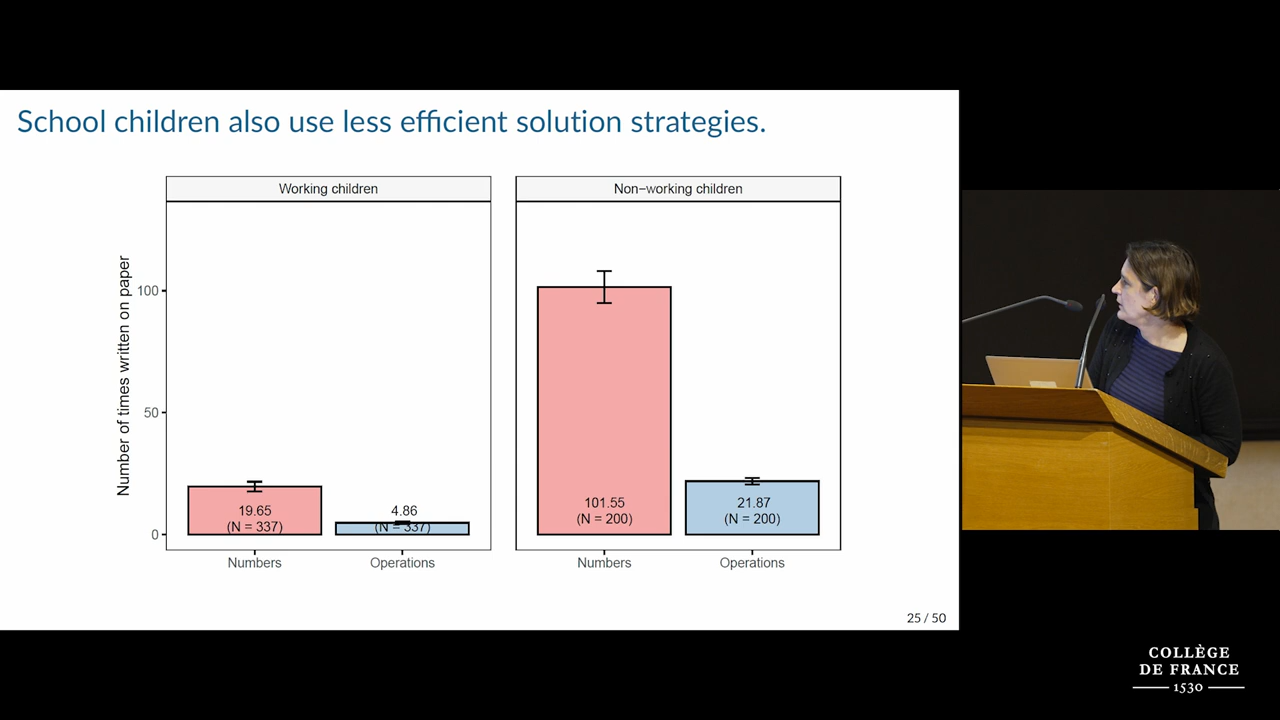 School children also use less efficient solution strategies.
Working children
Non−working children
Number of times written on paper
100
50
0
19.65
(N = 337)
4.86
(N = 337)
101.55
(N = 200)
21.87
(N = 200)
Numbers
Operations
Numbers
Operations
25 / 50
COLLÈGE
DE FRANCE
1530